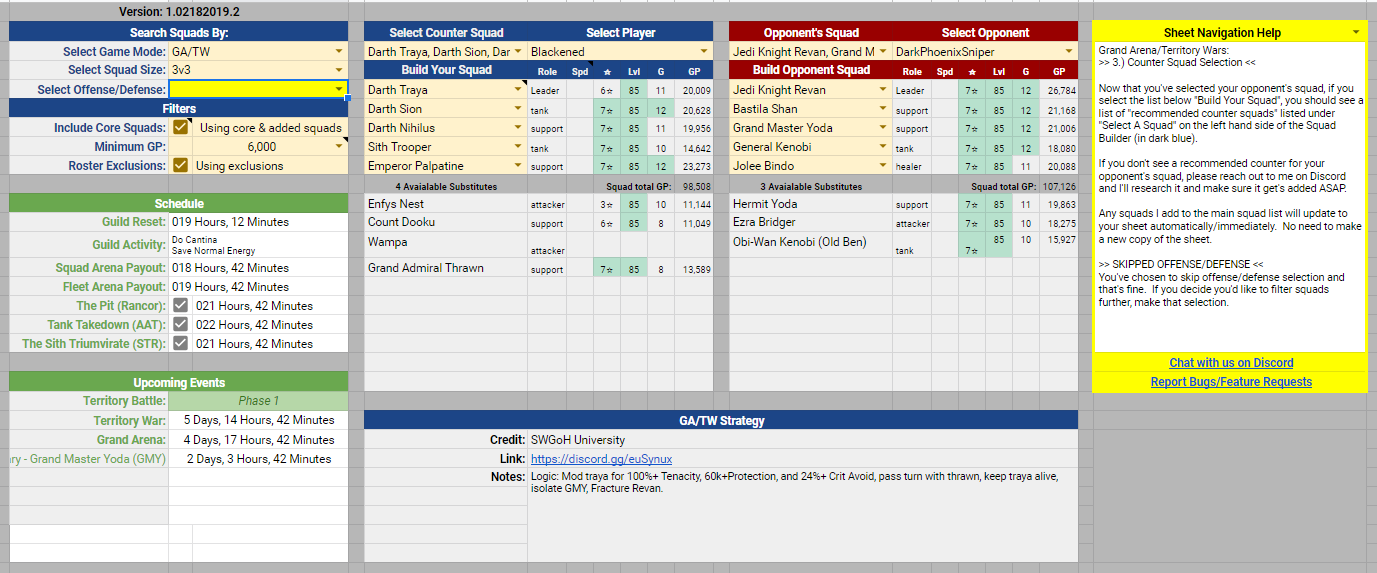 Version: 1.02182019.2
Search Squads By:
Select Game Mode: GA/TW
Select Squad Size: 3v3
Select Offense/Defense:
Filters
Include Core Squads: Using core & added squads
Minimum GP: 6,000
Roster Exclusions: Using exclusions
Schedule
Guild Reset: 019 Hours, 12 Minutes
Guild Activity: Do Cantina
Save Normal Energy
Squad Arena Payout: 018 Hours, 42 Minutes
Fleet Arena Payout: 019 Hours, 42 Minutes
The Pit (Rancor): 021 Hours, 42 Minutes
Tank Takedown (AAT): 022 Hours, 42 Minutes
The Sith Triumvirate (STR): 021 Hours, 42 Minutes
Upcoming Events
Territory Battle: Phase 1
Territory War: 5 Days, 14 Hours, 42 Minutes
Grand Arena: 4 Days, 17 Hours, 42 Minutes
ry - Grand Master Yoda (GMY) 2 Days, 3 Hours, 42 Minutes
Select Counter Squad Select Player
Darth Traya, Darth Sion, Dar Blackened
Build Your Squad Role Spd ☆ Lvl G GP
Darth Traya Leader 6☆ 85 11 20,009
Darth Sion tank 7☆ 85 12 20,628
Darth Nihilus support 7☆ 85 11 19,956
Sith Trooper tank 7☆ 85 10 14,642
Emperor Palpatine support 7☆ 85 12 23,273
4 Avaialable Substitutes Squad total GP: 98,508
Enfys Nest attacker 3☆ 85 10 11,144
Count Dooku support 6☆ 85 8 11,049
Wampa attacker
Grand Admiral Thrawn support 7☆ 85 8 13,589
Opponent's Squad Select Opponent
Jedi Knight Revan, Grand M DarkPhoenixSniper
Build Opponent Squad Role Spd ☆ Lvl G GP
Jedi Knight Revan Leader 7☆ 85 12 26,784
Bastila Shan support 7☆ 85 12 21,168
Grand Master Yoda support 7☆ 85 12 21,006
General Kenobi tank 7☆ 85 12 18,080
Jolee Bindo healer 7☆ 85 11 20,088
3 Avaialable Substitutes Squad total GP: 107,126
Hermit Yoda support 7☆ 85 11 19,863
Ezra Bridger attacker 7☆ 85 10 18,275
Obi-Wan Kenobi (Old Ben) tank 7☆ 85 10 15,927
GA/TW Strategy
Credit: SWGoH University
Link: https://discord.gg/euSynux
Notes: Logic: Mod traya for 100%+ Tenacity, 60k+Protection, and 24%+ Crit Avoid, pass turn with thrawn, keep traya alive,
isolate GMY, Fracture Revan.
Sheet Navigation Help
Grand Arena/Territory Wars:
>> 3.) Counter Squad Selection <<
Now that you've selected your opponent's squad, if you
select the list below "Build Your Squad", you should see a
list of "recommended counter squads" listed under
"Select A Squad" on the left hand side of the Squad
Builder (in dark blue).
If you don't see a recommended counter for your
opponent's squad, please reach out to me on Discord
and I'll research it and make sure it get's added ASAP.
Any squads I add to the main squad list will update to
your sheet automatically/immediately. No need to make
a new copy of the sheet.
>> SKIPPED OFFENSE/DEFENSE <<
You've chosen to skip offense/defense selection and
that's fine. If you decide you'd like to filter squads
further, make that selection.
Chat with us on Discord
Report Bugs/Feature Requests